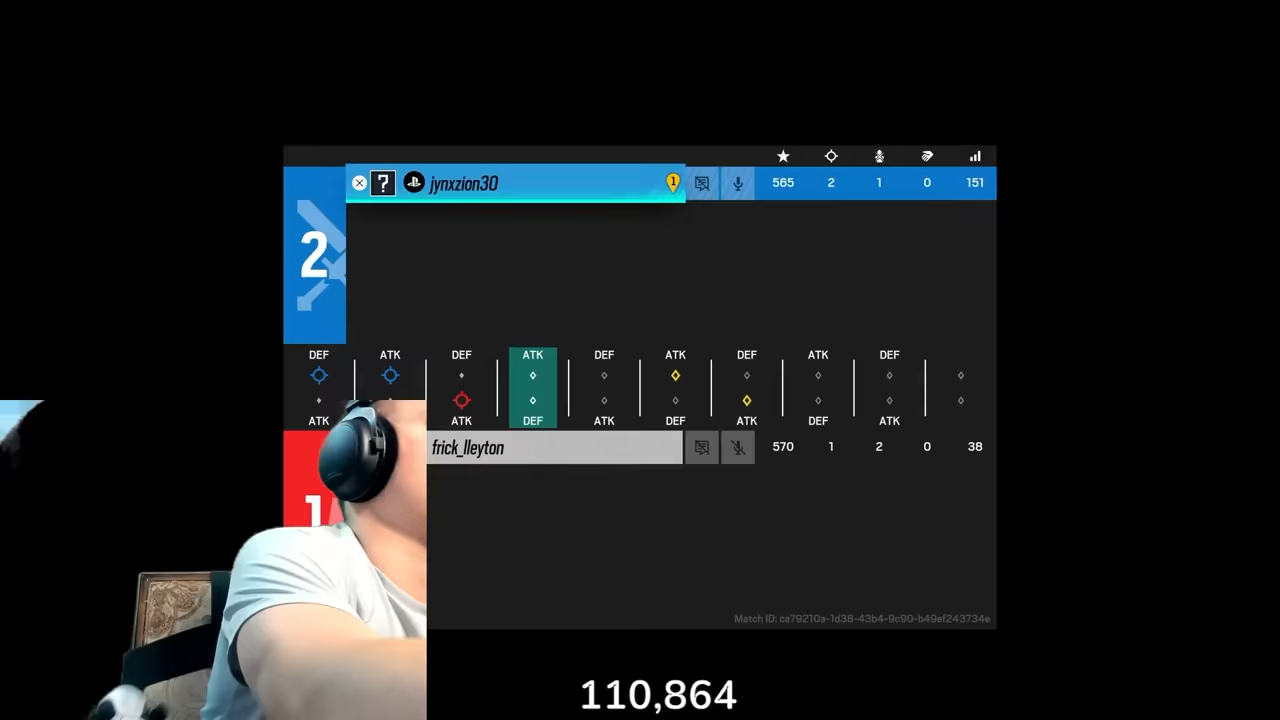 ? jynxzion30 1 565 2 1 0 151
2
DEF ATK DEF ATK DEF ATK DEF ATK DEF
ATK ATK DEF ATK DEF ATK DEF ATK
1 frick_lleyton 570 1 2 0 38
Match ID: ca79210a-1d38-43b4-9c90-b49ef243734e
110,864